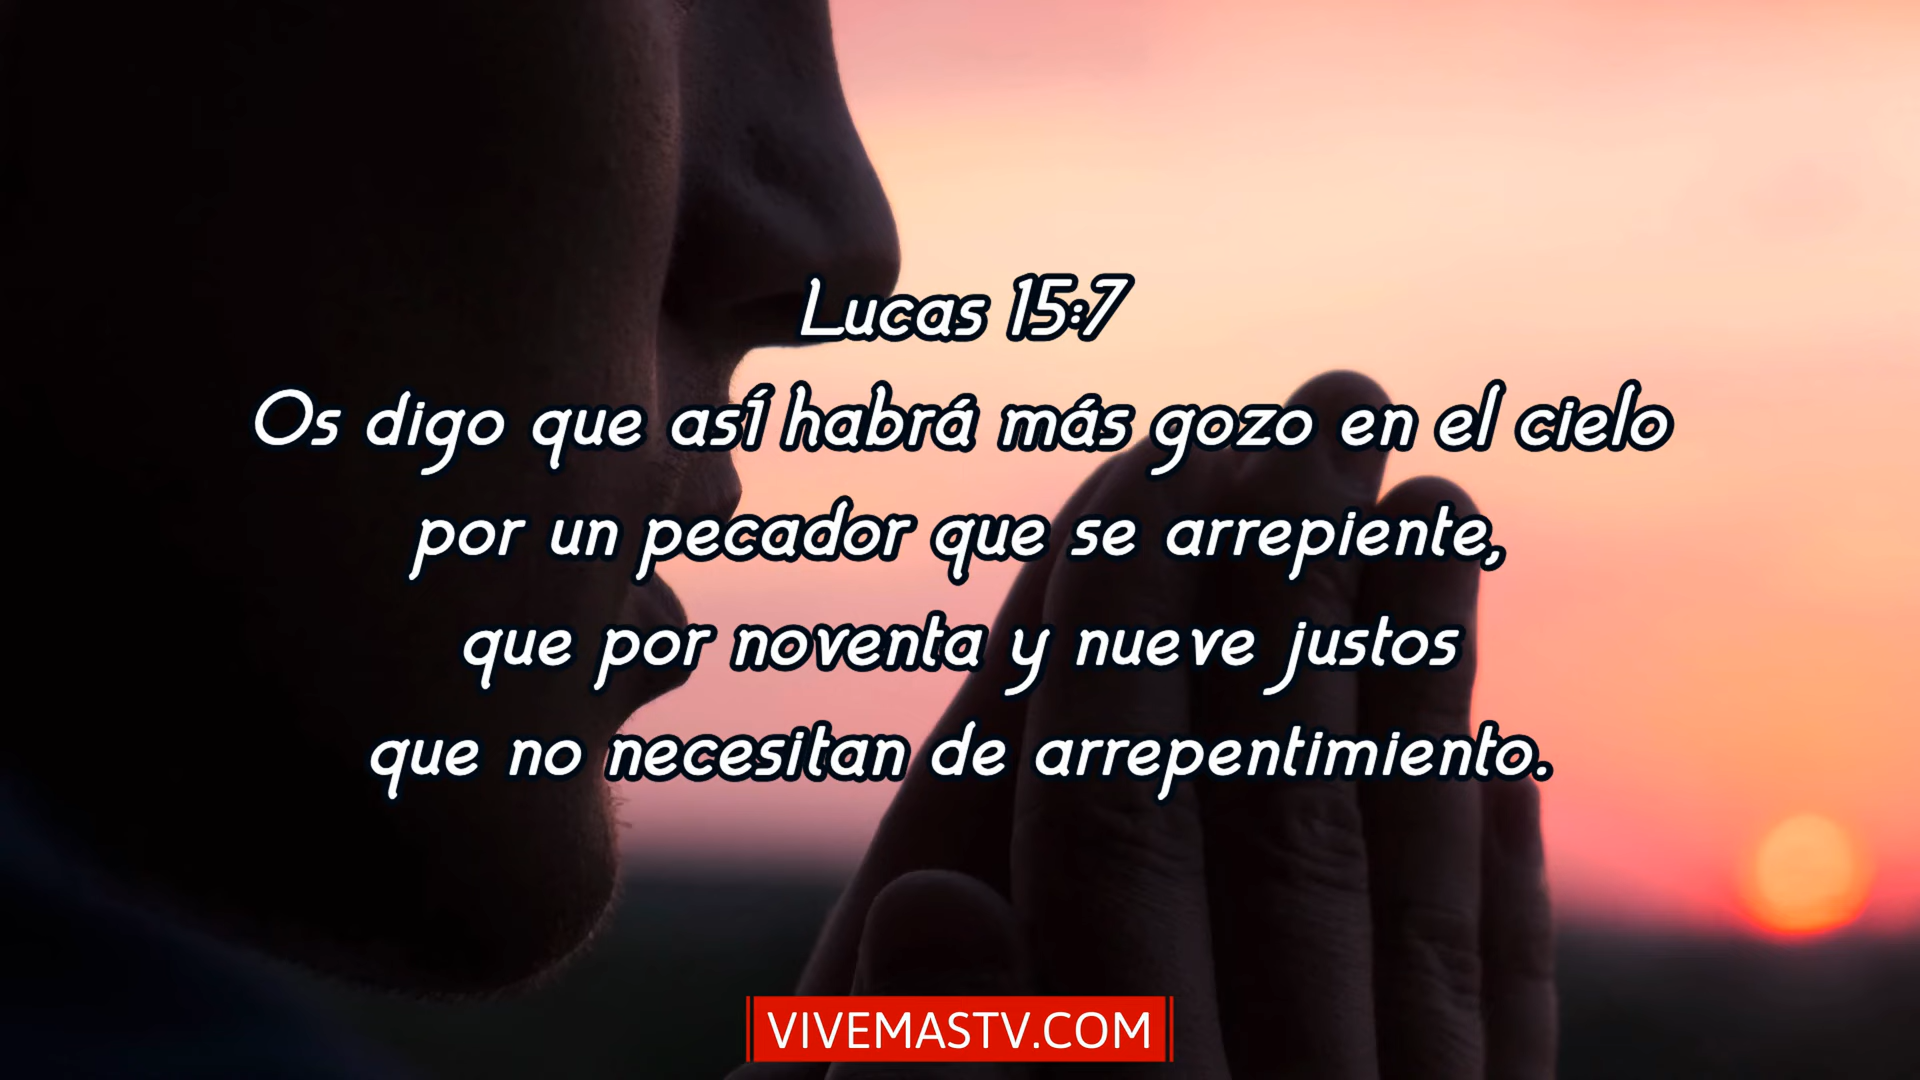 Lucas 15:7
Os digo que así habrá más gozo en el cielo
por un pecador que se arrepiente,
que por noventa y nueve justos
que no necesitan de arrepentimiento.
VIVEMASTV.COM